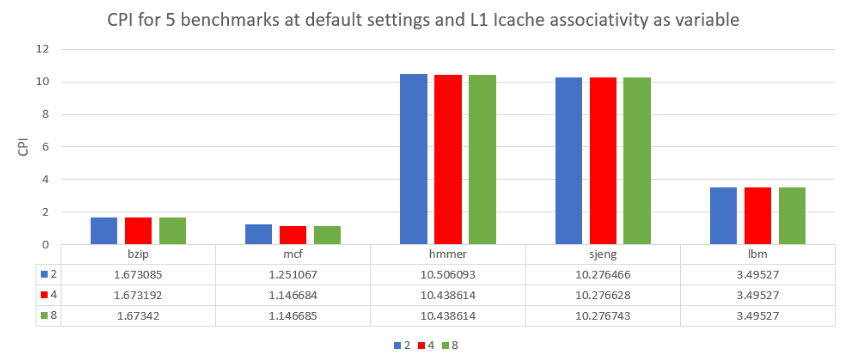 CPI for 5 benchmarks at default settings and L1 Icache associativity as variable
12
10
8
6
4
2
0
CPI
bzip mcf hmmer sjeng lbm
2 1.673085 1.251067 10.506093 10.276466 3.49527
4 1.673192 1.146684 10.438614 10.276628 3.49527
8 1.67342 1.146685 10.438614 10.276743 3.49527
2 4 8